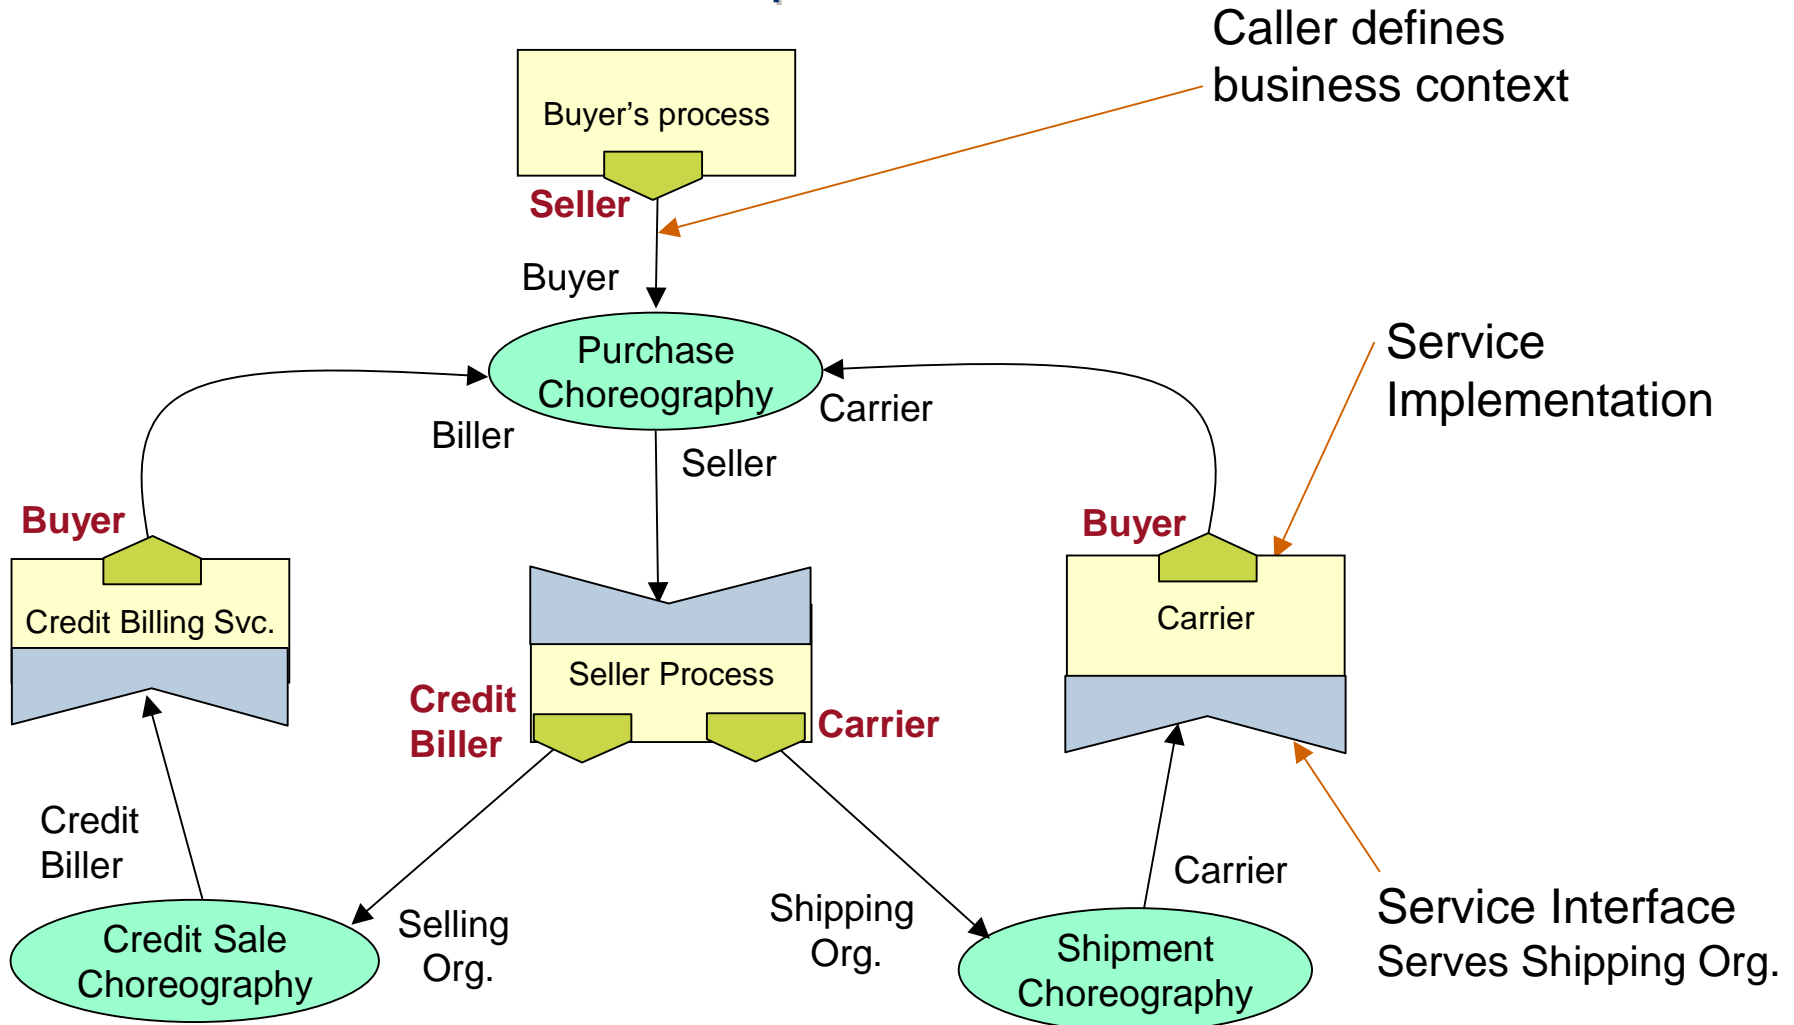 Caller defines
business context
Buyer's process
Seller
Buyer
Purchase
Choreography
Service
Implementation
Carrier
Biller
Seller
Buyer
Buyer
Credit Billing Svc.
Carrier
Seller Process
Credit
Biller
Carrier
Credit
Biller
Carrier
Shipping
Org.
Selling
Org.
Service Interface
Serves Shipping Org.
Credit Sale
Choreography
Shipment
Choreography